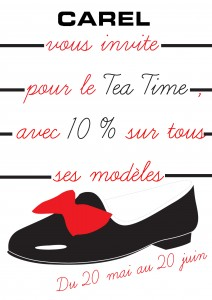 CAREL
vous invite
pour le Tea Time ,
avec 10 % sur tous
ses modèles
Du 20 mai au 20 juin